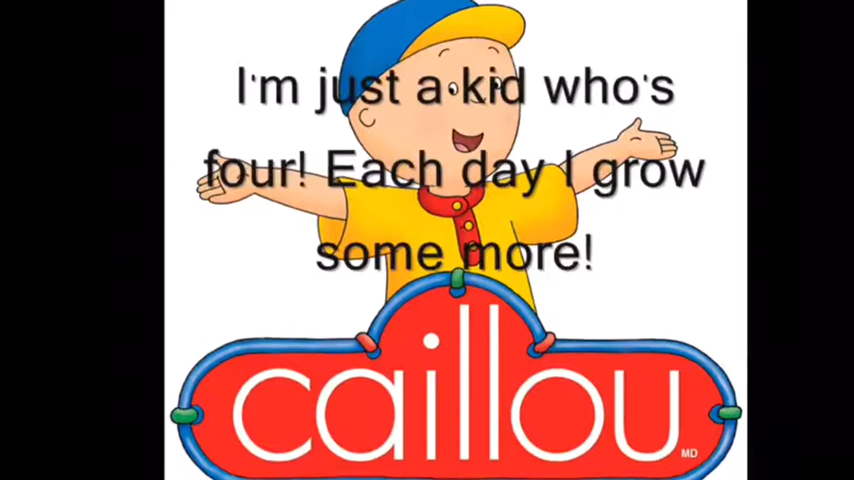 I'm just a kid who's
four! Each day I grow
some more!
caillou
MD